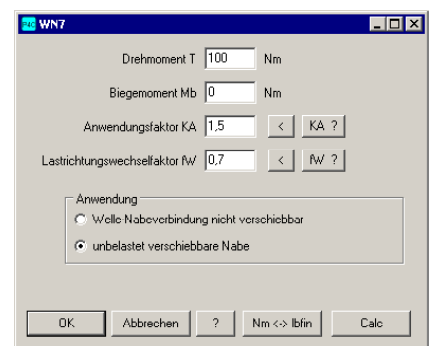 P4C WN7
Drehmoment T 100 Nm
Biegemoment Mb 0 Nm
Anwendungsfaktor KA 1,5 < KA ?
Lastrichtungswechselfaktor fW 0,7 < fW ?
Anwendung
Welle Nabeverbindung nicht verschiebbar
unbelastet verschiebbare Nabe
OK Abbrechen ? Nm <-> lbfin Calc